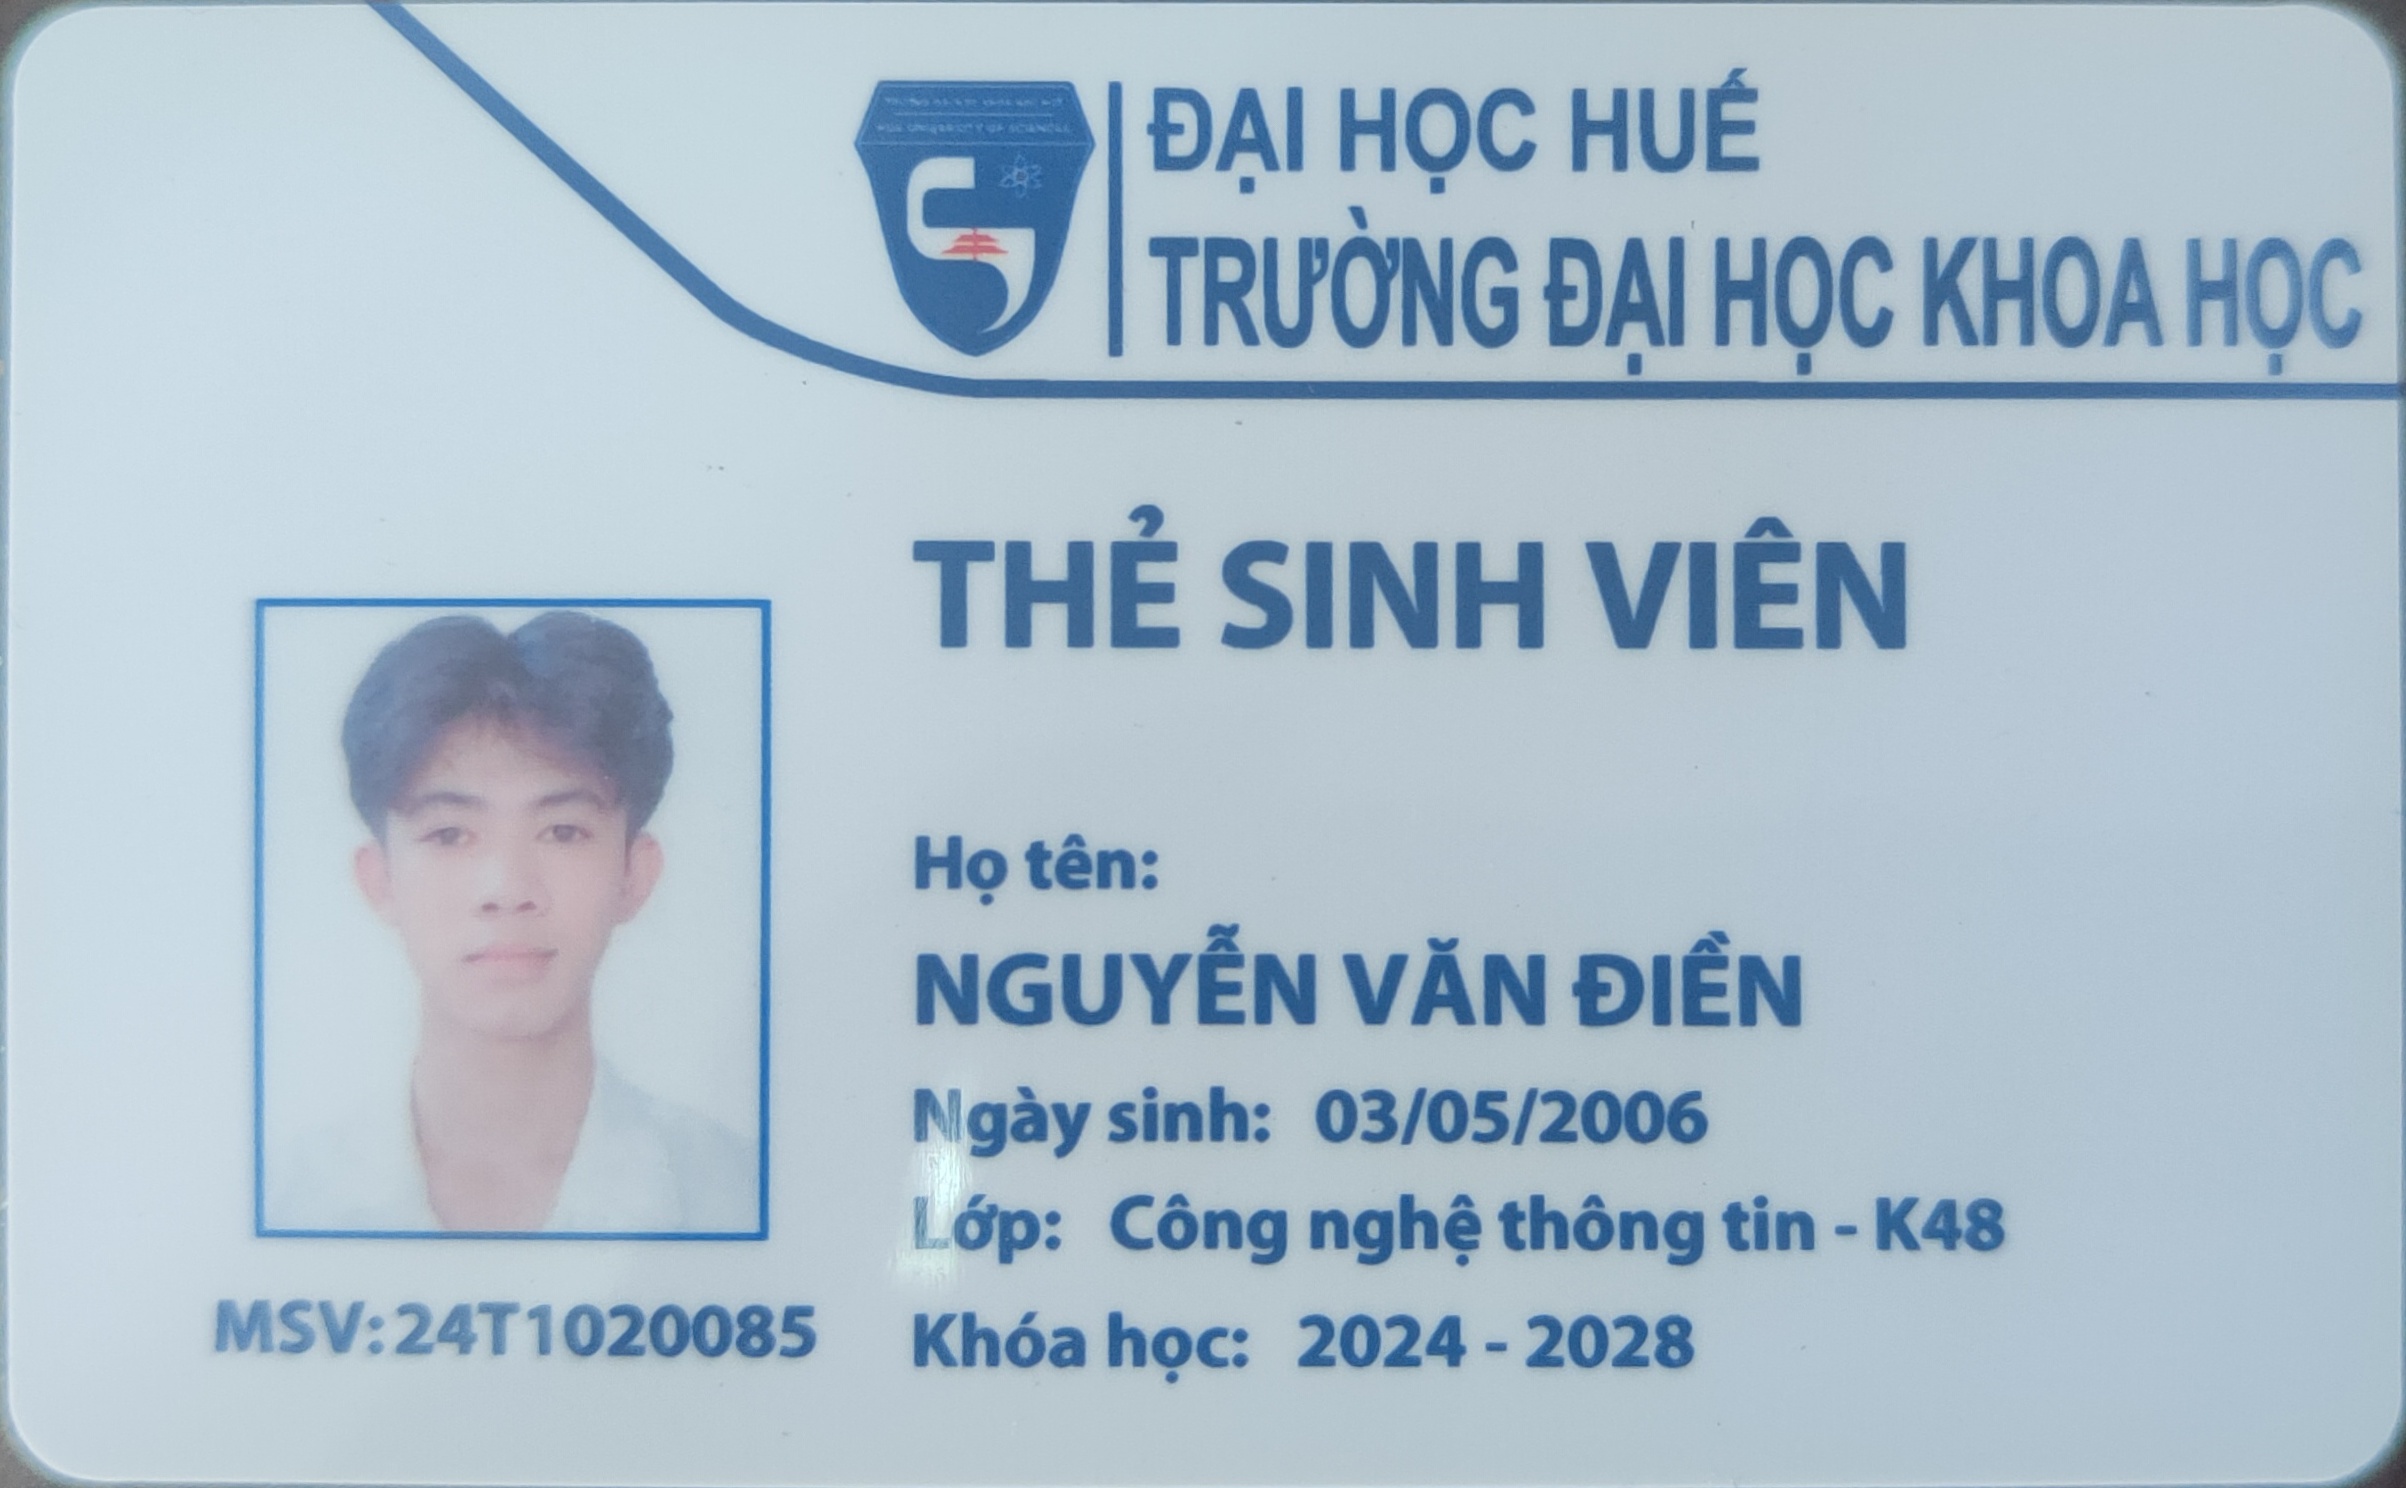 ĐẠI HỌC HUẾ
TRƯỜNG ĐẠI HỌC KHOA HỌC
THẺ SINH VIÊN
Họ tên:
NGUYỄN VĂN ĐIỀN
Ngày sinh: 03/05/2006
Lớp: Công nghệ thông tin - K48
Khóa học: 2024 - 2028
MSV: 24T1020085